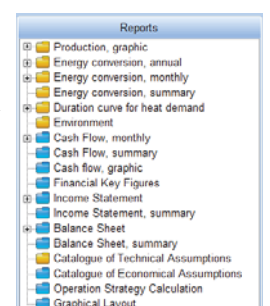 Reports
Production, graphic
Energy conversion, annual
Energy conversion, monthly
Energy conversion, summary
Duration curve for heat demand
Environment
Cash Flow, monthly
Cash Flow, summary
Cash flow, graphic
Financial Key Figures
Income Statement
Income Statement, summary
Balance Sheet
Balance Sheet, summary
Catalogue of Technical Assumptions
Catalogue of Economical Assumptions
Operation Strategy Calculation
Graphical Layout